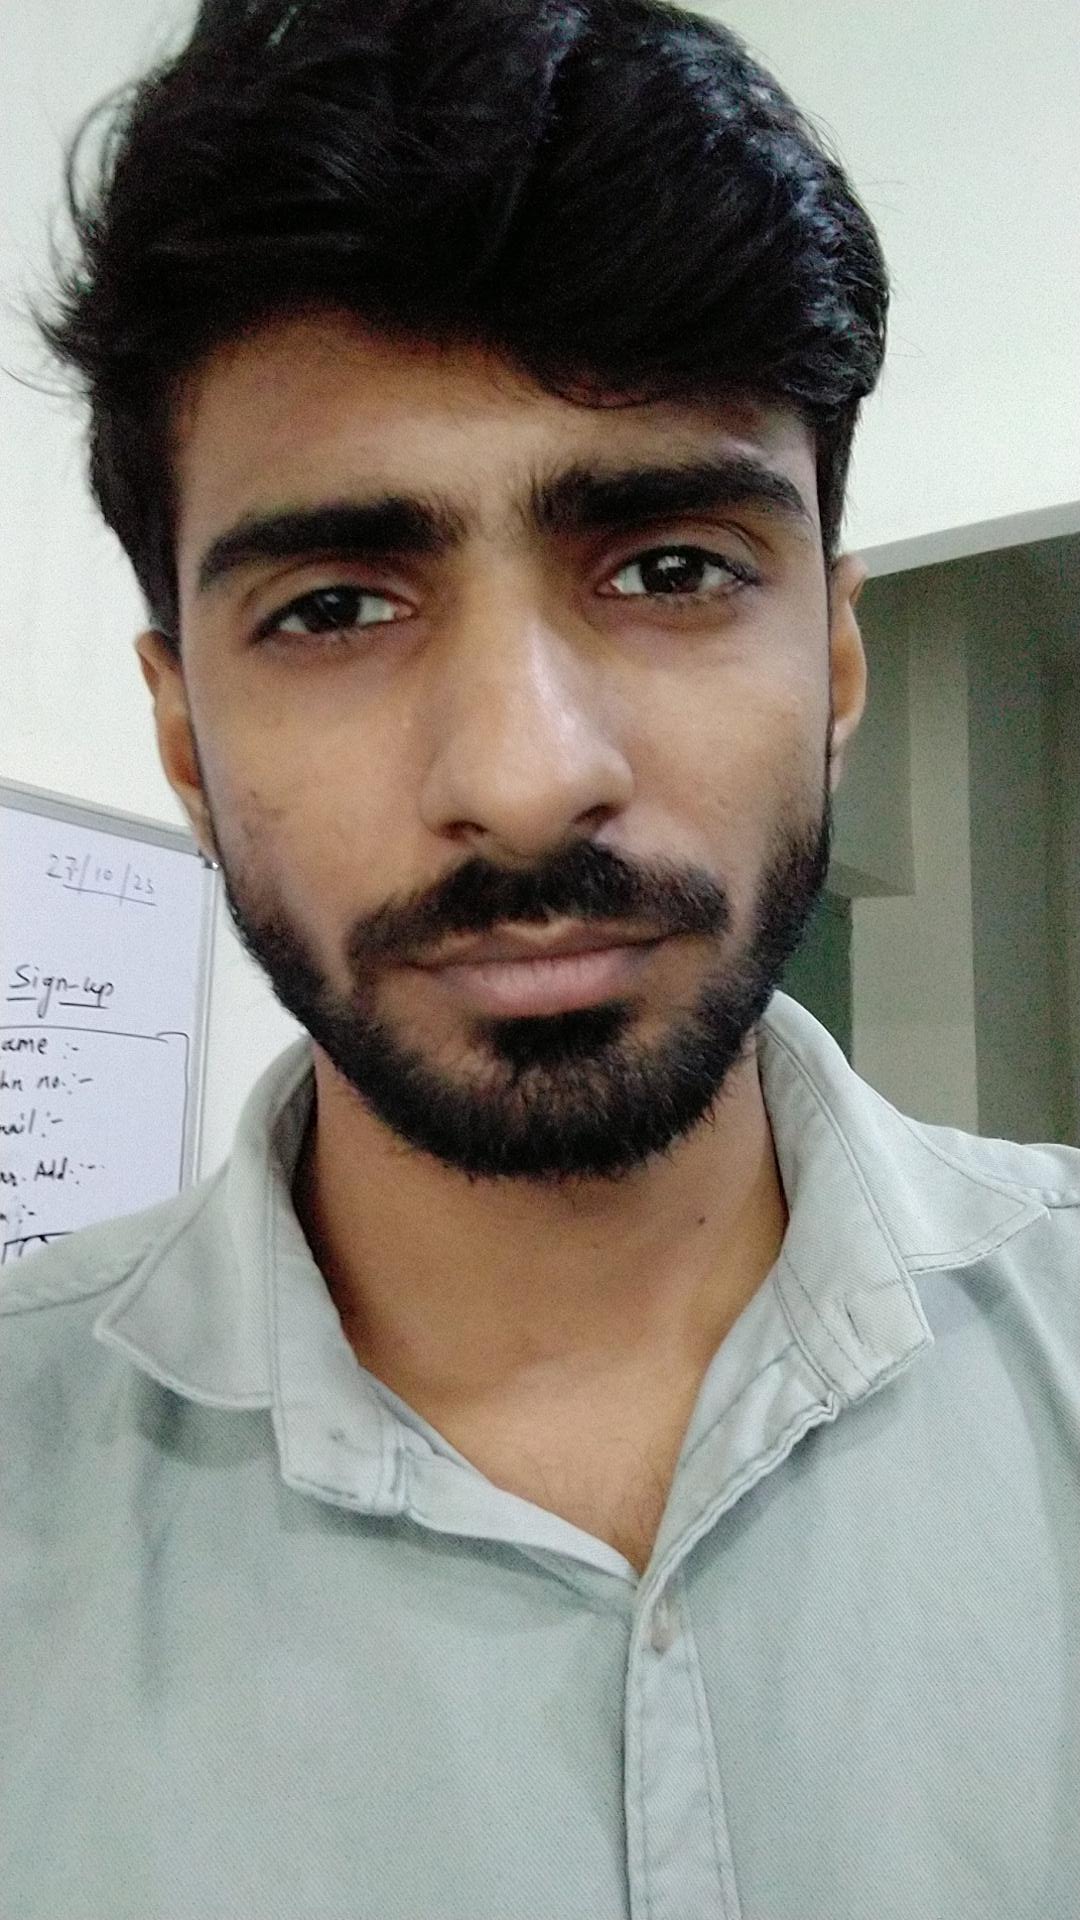 27/10/23
Sign-up
ame :-
hn no.:-
ail :-
Add :-